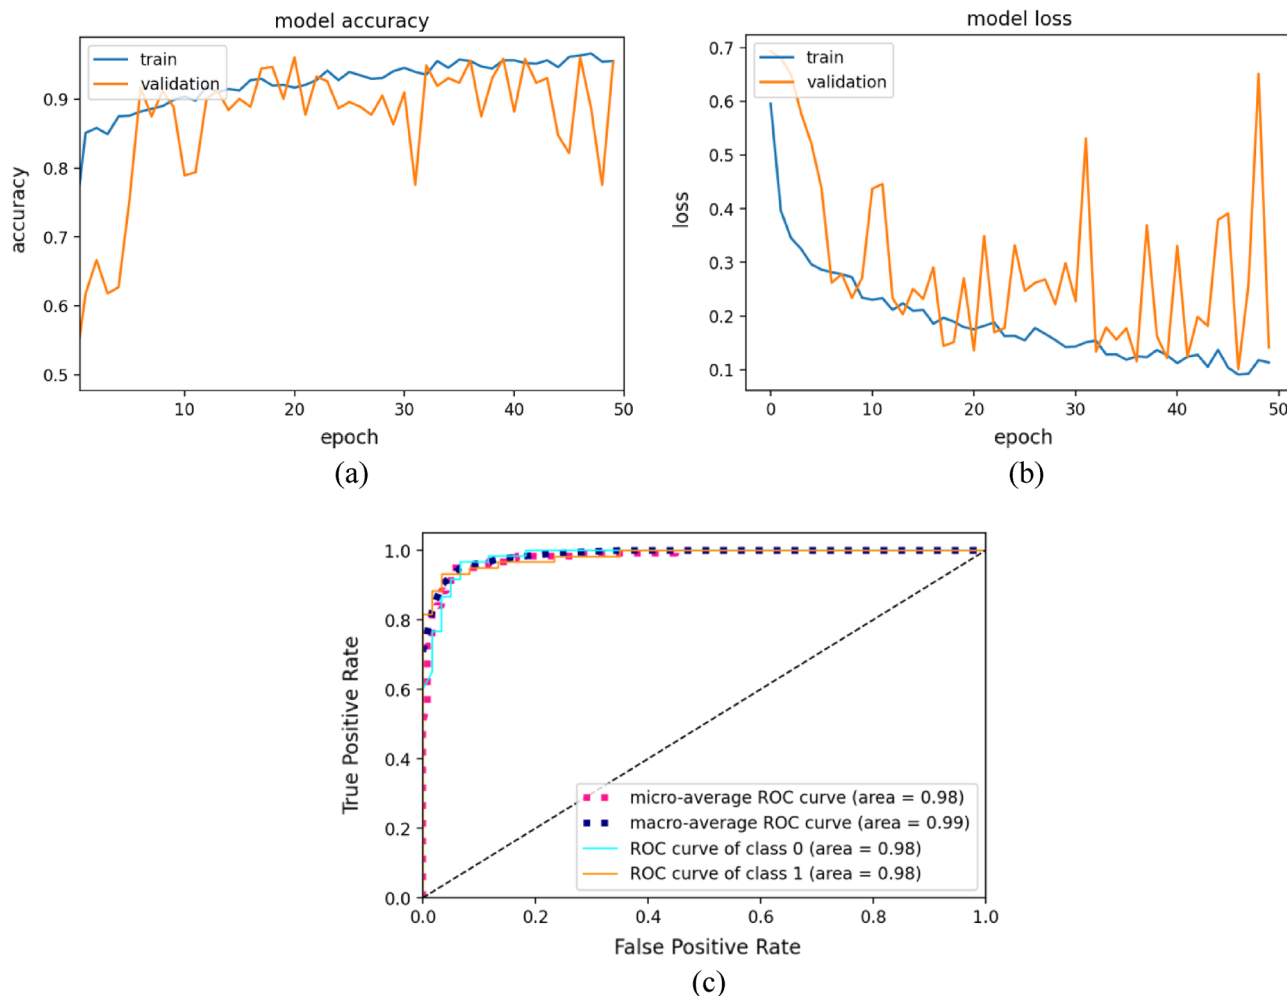 model accuracy
train
validation
0.9
0.8
0.7
0.6
0.5
accuracy
10 20 30 40 50
epoch
(a)
model loss
train
validation
0.7
0.6
0.5
0.4
0.3
0.2
0.1
loss
0 10 20 30 40 50
epoch
(b)
1.0
0.8
0.6
0.4
0.2
0.0
True Positive Rate
micro-average ROC curve (area = 0.98)
macro-average ROC curve (area = 0.99)
ROC curve of class 0 (area = 0.98)
ROC curve of class 1 (area = 0.98)
0.0 0.2 0.4 0.6 0.8 1.0
False Positive Rate
(c)